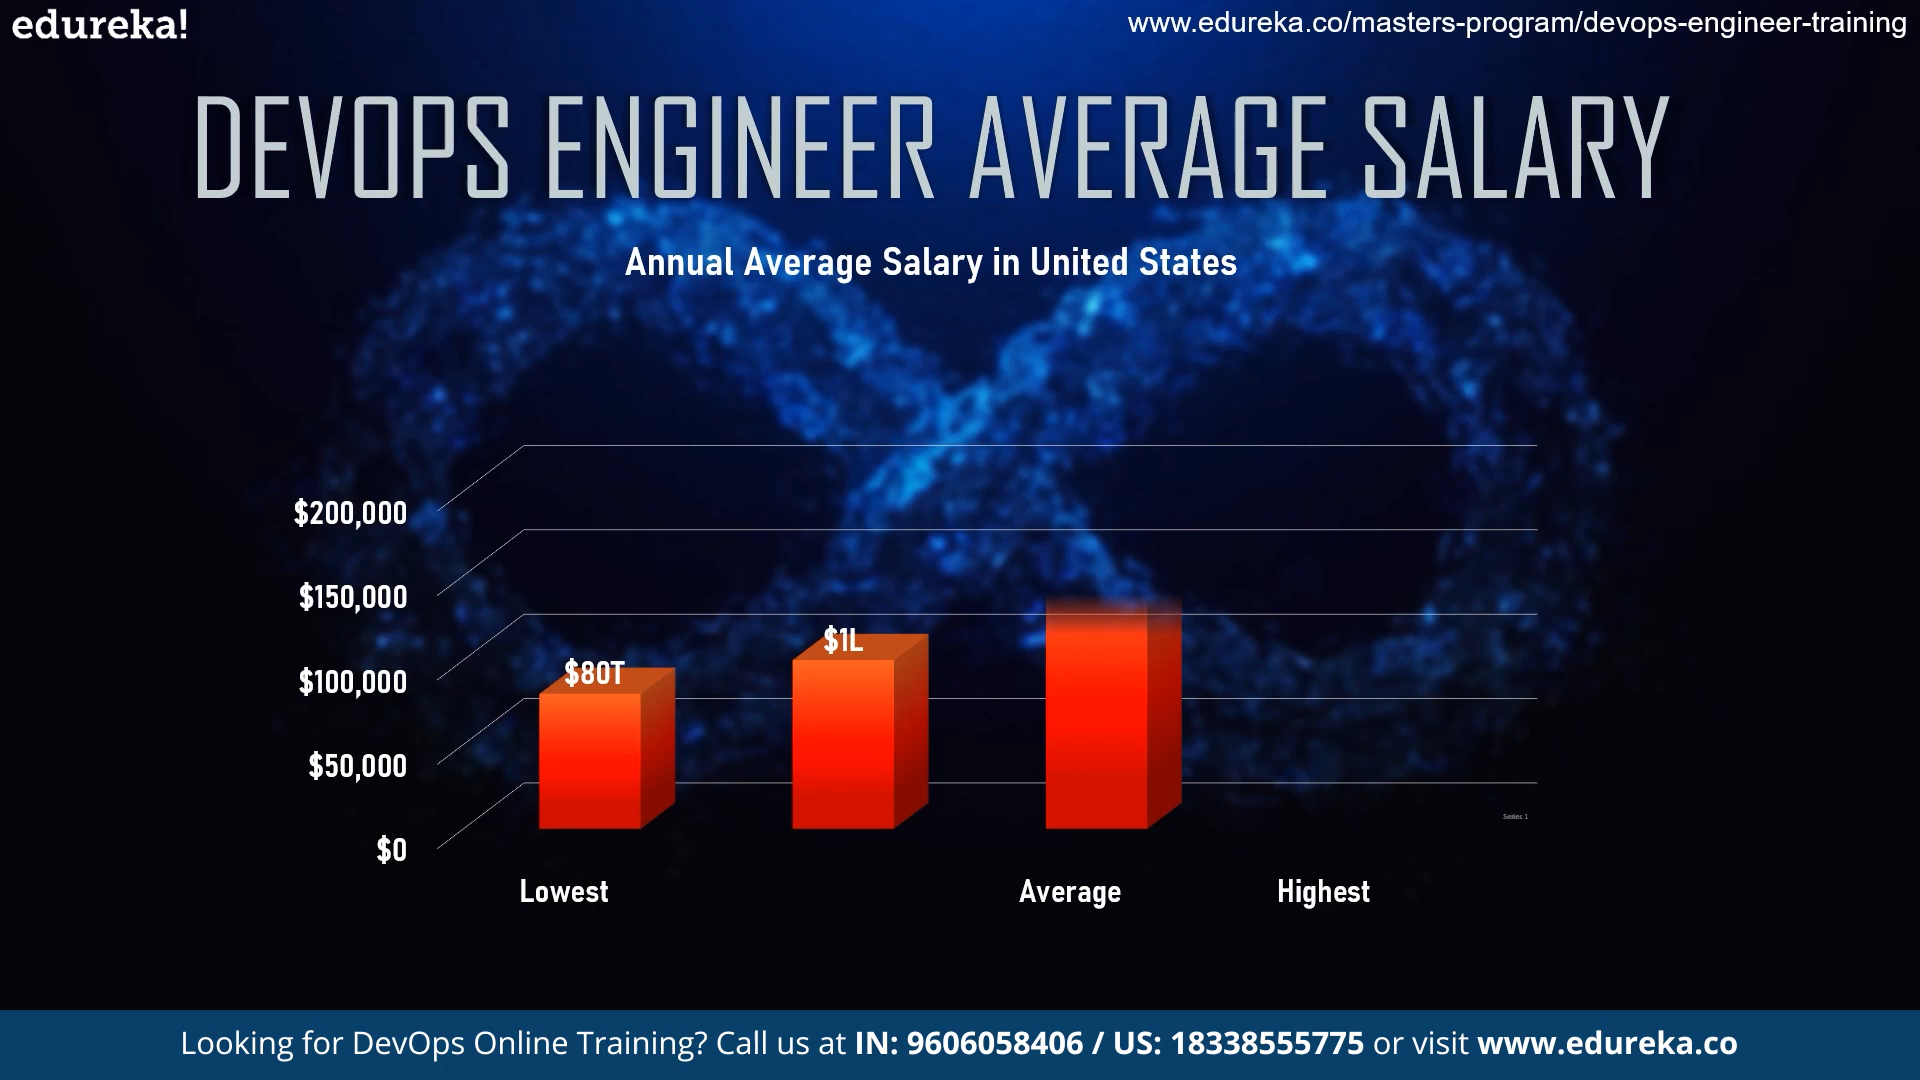 edureka!
www.edureka.co/masters-program/devops-engineer-training
DEVOPS ENGINEER AVERAGE SALARY
Annual Average Salary in United States
$200,000
$150,000
$100,000
$50,000
$0
$80T
$1L
Series 1
Lowest
Average
Highest
Looking for DevOps Online Training? Call us at IN: 9606058406 / US: 18338555775 or visit www.edureka.co